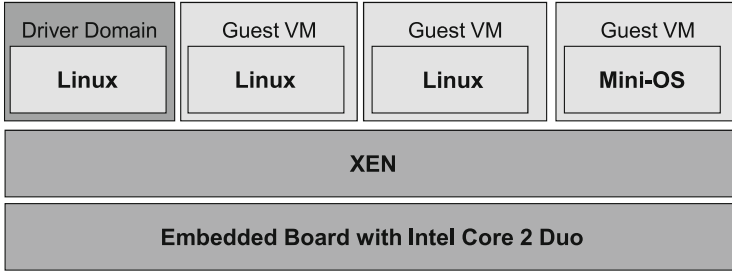 Driver Domain
Linux
Guest VM
Linux
Guest VM
Linux
Guest VM
Mini-OS
XEN
Embedded Board with Intel Core 2 Duo